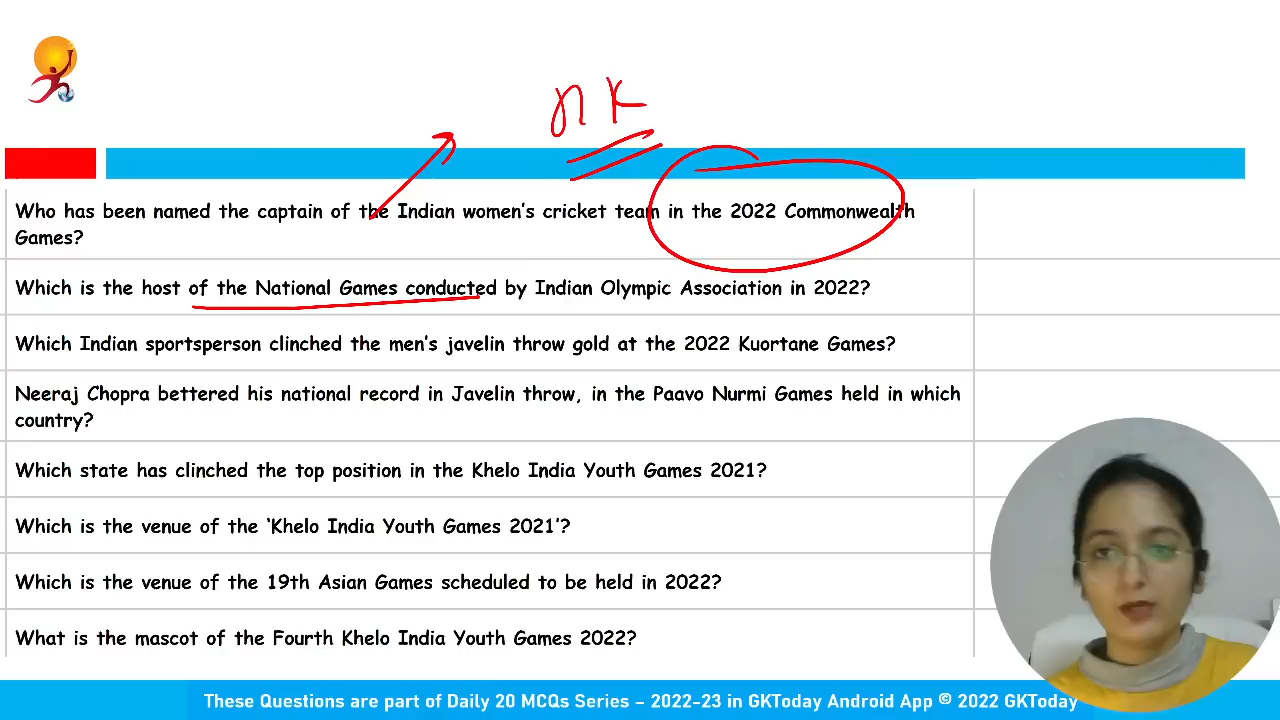 HK
Who has been named the captain of the Indian women's cricket team in the 2022 Commonwealth
Games?
Which is the host of the National Games conducted by Indian Olympic Association in 2022?
Which Indian sportsperson clinched the men's javelin throw gold at the 2022 Kuortane Games?
Neeraj Chopra bettered his national record in Javelin throw, in the Paavo Nurmi Games held in which
country?
Which state has clinched the top position in the Khelo India Youth Games 2021?
Which is the venue of the 'Khelo India Youth Games 2021'?
Which is the venue of the 19th Asian Games scheduled to be held in 2022?
What is the mascot of the Fourth Khelo India Youth Games 2022?
These Questions are part of Daily 20 MCQs Series – 2022-23 in GKToday Android App © 2022 GKToday